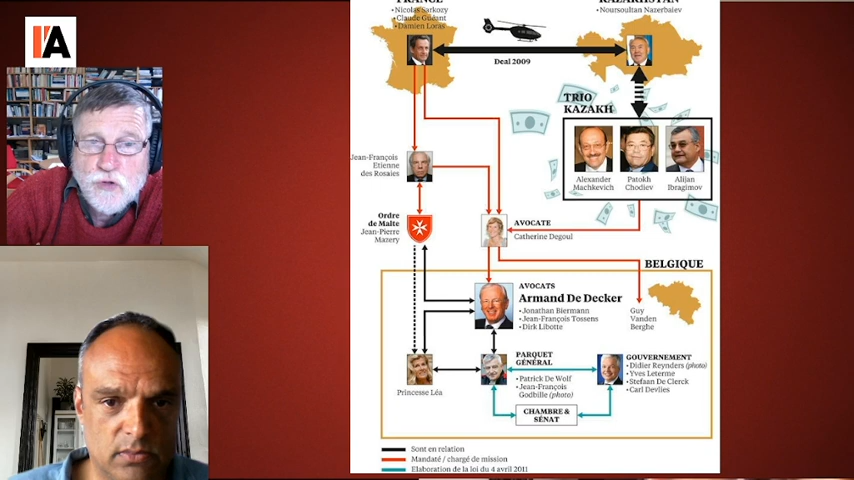 I'A
FRANCE
KAZAKHSTAN
• Nicolas Sarkozy
• Claude Guéant
• Damien Loras
• Noursoultan Nazerbaiev
Deal 2009
TRIO
KAZAKH
Alexander
Machkevich
Patokh
Chodiev
Alijan
Ibragimov
Jean-François
Etienne
des Rosaies
Ordre
de Malte
Jean-Pierre
Mazery
AVOCATE
Catherine Degoul
BELGIQUE
AVOCATS
Armand De Decker
• Jonathan Biermann
• Jean-François Tossens
• Dirk Libotte
Guy
Vanden
Berghe
Princesse Léa
PARQUET
GÉNÉRAL
• Patrick De Wolf
• Jean-François
Godbille (photo)
GOUVERNEMENT
• Didier Reynders (photo)
• Yves Leterme
• Stefaan De Clerck
• Carl Devlies
CHAMBRE &
SÉNAT
Sont en relation
Mandaté / chargé de mission
Elaboration de la loi du 4 avril 2011